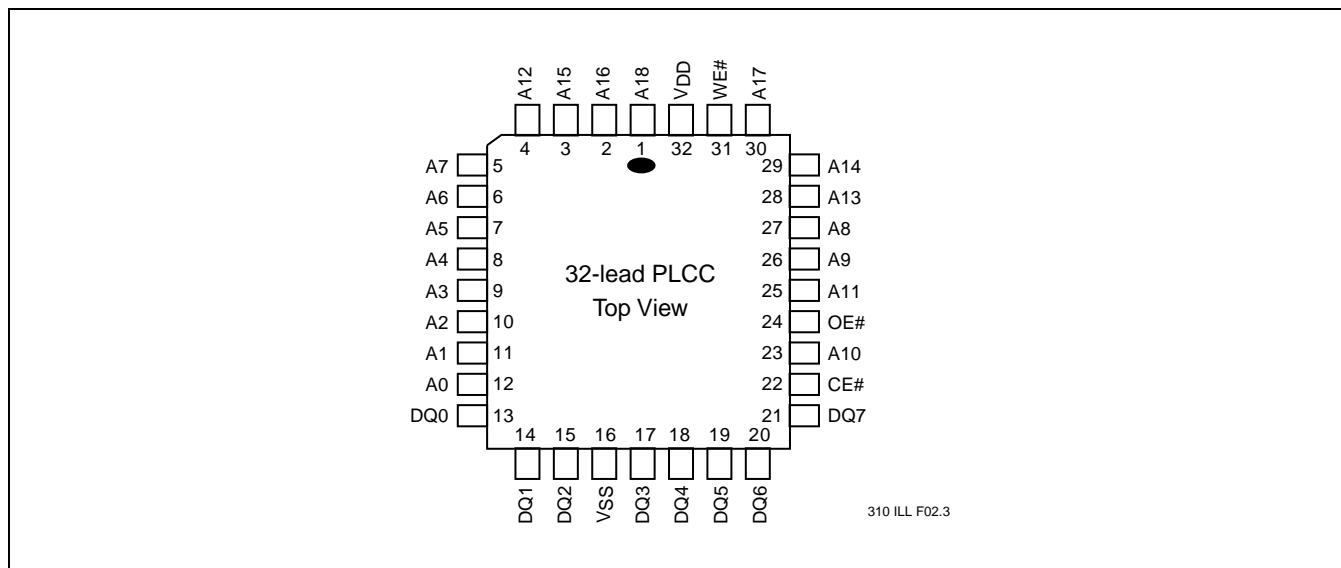 A12 A15 A16 A18 VDD WE# A17
4 3 2 1 32 31 30
A7 5 29 A14
A6 6 28 A13
A5 7 27 A8
A4 8 26 A9
A3 9 25 A11
A2 10 24 OE#
A1 11 23 A10
A0 12 22 CE#
DQ0 13 21 DQ7
32-lead PLCC
Top View
14 15 16 17 18 19 20
DQ1 DQ2 VSS DQ3 DQ4 DQ5 DQ6
310 ILL F02.3